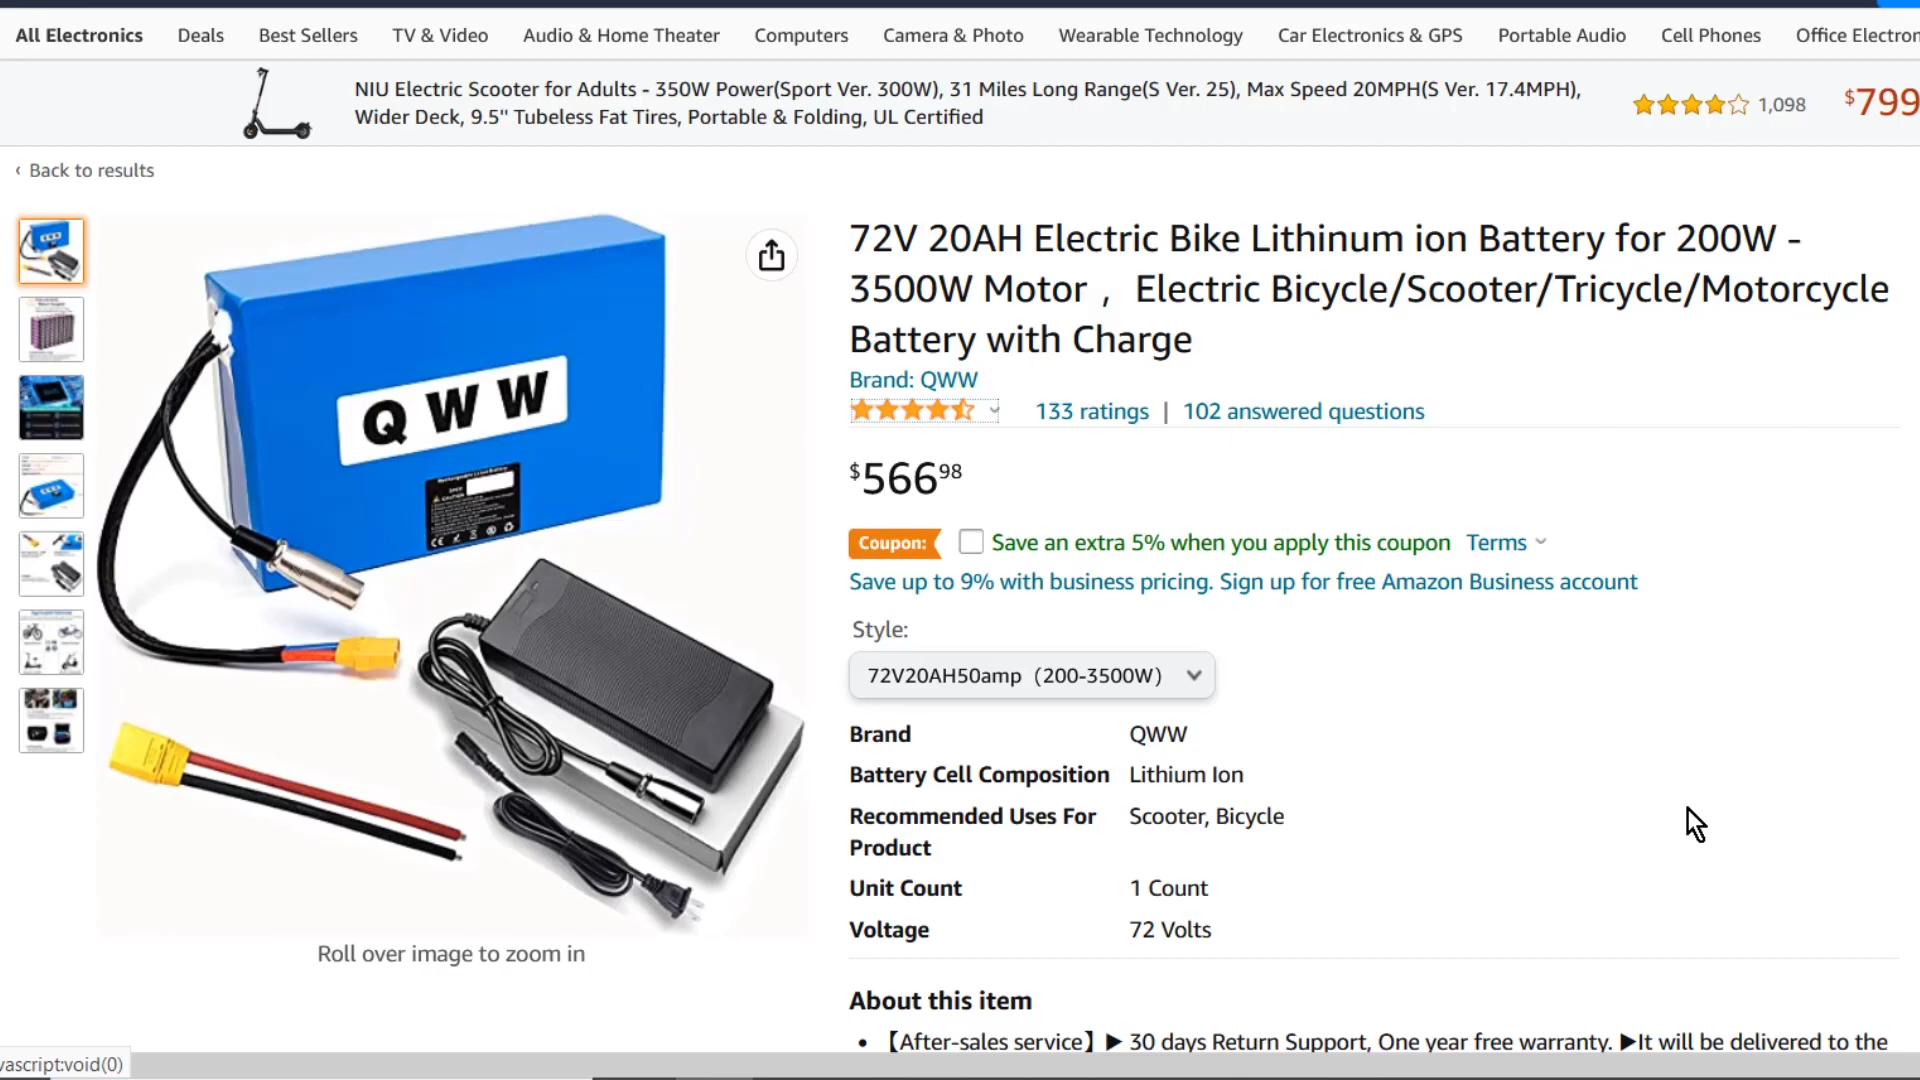 All Electronics Deals Best Sellers TV & Video Audio & Home Theater Computers Camera & Photo Wearable Technology Car Electronics & GPS Portable Audio Cell Phones Office Electron
NIU Electric Scooter for Adults - 350W Power(Sport Ver. 300W), 31 Miles Long Range(S Ver. 25), Max Speed 20MPH(S Ver. 17.4MPH),
Wider Deck, 9.5" Tubeless Fat Tires, Portable & Folding, UL Certified
1,098 $799
‹ Back to results
72V 20AH Electric Bike Lithinum ion Battery for 200W -
3500W Motor， Electric Bicycle/Scooter/Tricycle/Motorcycle
Battery with Charge
Brand: QWW
133 ratings | 102 answered questions
$56698
Coupon: Save an extra 5% when you apply this coupon Terms
Save up to 9% with business pricing. Sign up for free Amazon Business account
Style:
72V20AH50amp（200-3500W）
Brand QWW
Battery Cell Composition Lithium Ion
Recommended Uses For Scooter, Bicycle
Product
Unit Count 1 Count
Voltage 72 Volts
About this item
• 【After-sales service】▶ 30 days Return Support, One year free warranty. ▶It will be delivered to the
QWW
Roll over image to zoom in
vascript:void(0)